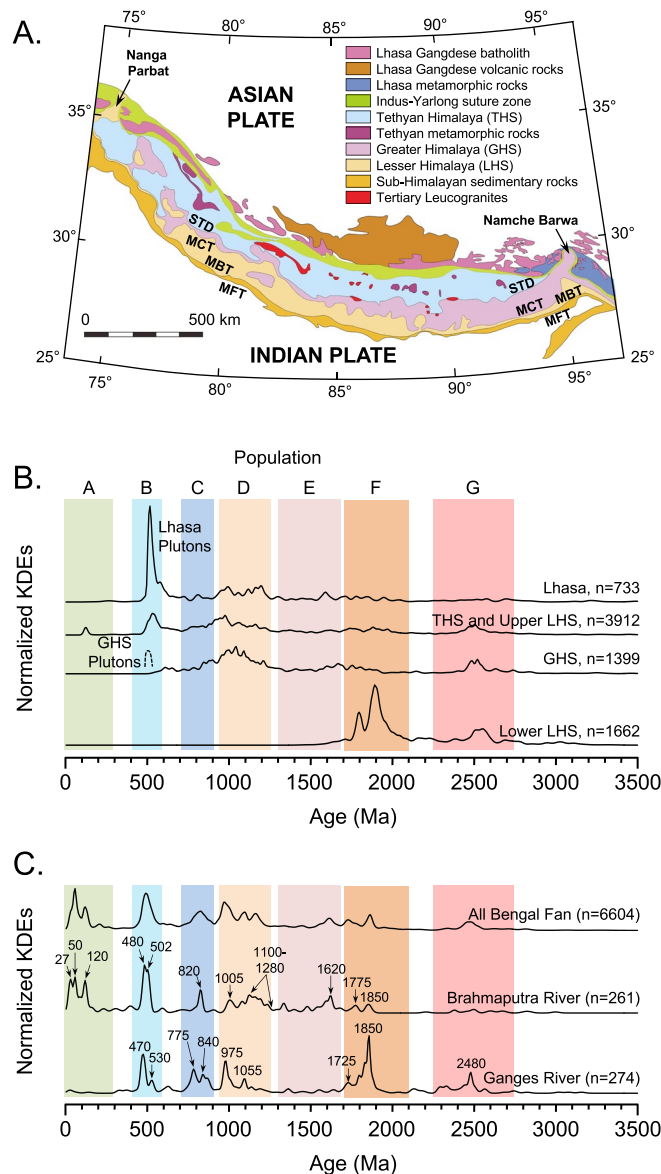 A.
75°
80°
85°
90°
95°
Nanga
Parbat
ASIAN
PLATE
Lhasa Gangdese batholith
Lhasa Gangdese volcanic rocks
Lhasa metamorphic rocks
Indus-Yarlong suture zone
Tethyan Himalaya (THS)
Tethyan metamorphic rocks
Greater Himalaya (GHS)
Lesser Himalaya (LHS)
Sub-Himalayan sedimentary rocks
Tertiary Leucogranites
35°
35°
Namche Barwa
30°
30°
STD
MCT
MBT
MFT
STD
MCT
MBT
MFT
0
500 km
INDIAN PLATE
25°
25°
75°
80°
85°
90°
95°
B.
Population
A B C D E F G
Normalized KDEs
Lhasa
Plutons
Lhasa, n=733
THS and Upper LHS, n=3912
GHS
Plutons
GHS, n=1399
Lower LHS, n=1662
0 500 1000 1500 2000 2500 3000 3500
Age (Ma)
C.
Normalized KDEs
All Bengal Fan (n=6604)
27
50
120
480
502
820
1005
1100-
1280
1620
1775
1850
Brahmaputra River (n=261)
470
530
775
840
975
1055
1725
1850
2480
Ganges River (n=274)
0 500 1000 1500 2000 2500 3000 3500
Age (Ma)